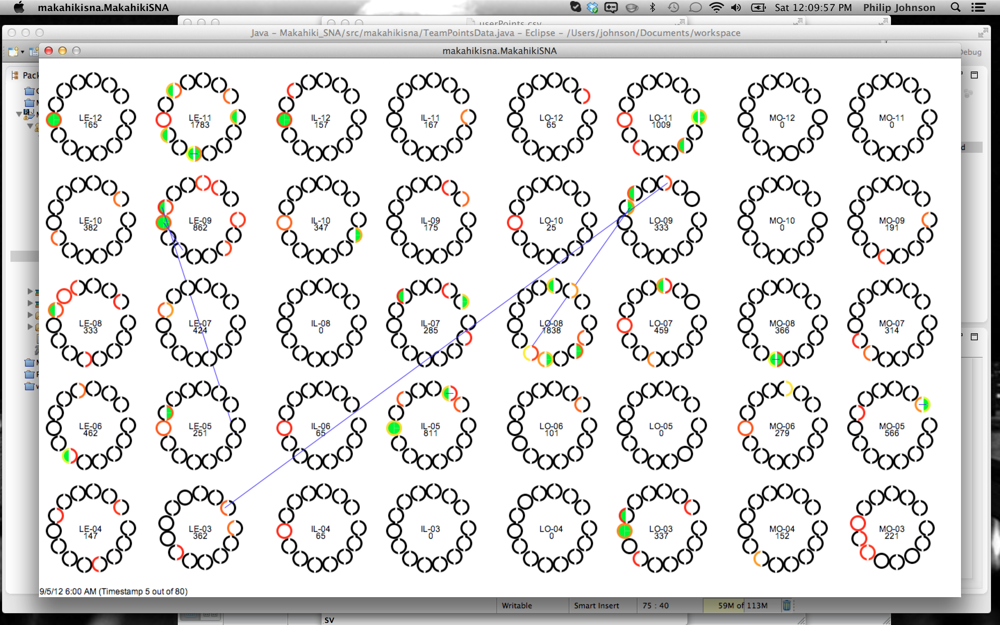 makahikisna.MakahikiSNA
Sat 12:09:57 PM Philip Johnson
userPoints.csv
Java – Makahiki_SNA/src/makahikisna/TeamPointsData.java – Eclipse – /Users/johnson/Documents/workspace
makahikisna.MakahikiSNA
Debug
Pack
LE-12 LE-11 IL-12 IL-11 LO-12 LO-11 MO-12 MO-11
165 1783 157 167 65 1009 0 0
LE-10 LE-09 IL-10 IL-09 LO-10 LO-09 MO-10 MO-09
382 862 347 175 25 333 0 191
LE-08 LE-07 IL-08 IL-07 LO-08 LO-07 MO-08 MO-07
333 424 0 285 1838 459 366 314
LE-06 LE-05 IL-06 IL-05 LO-06 LO-05 MO-06 MO-05
462 251 65 811 101 0 279 566
LE-04 LE-03 IL-04 IL-03 LO-04 LO-03 MO-04 MO-03
147 362 65 0 0 337 152 221
9/5/12 6:00 AM (Timestamp 5 out of 80)
Writable Smart Insert 75 : 40 59M of 113M
SV